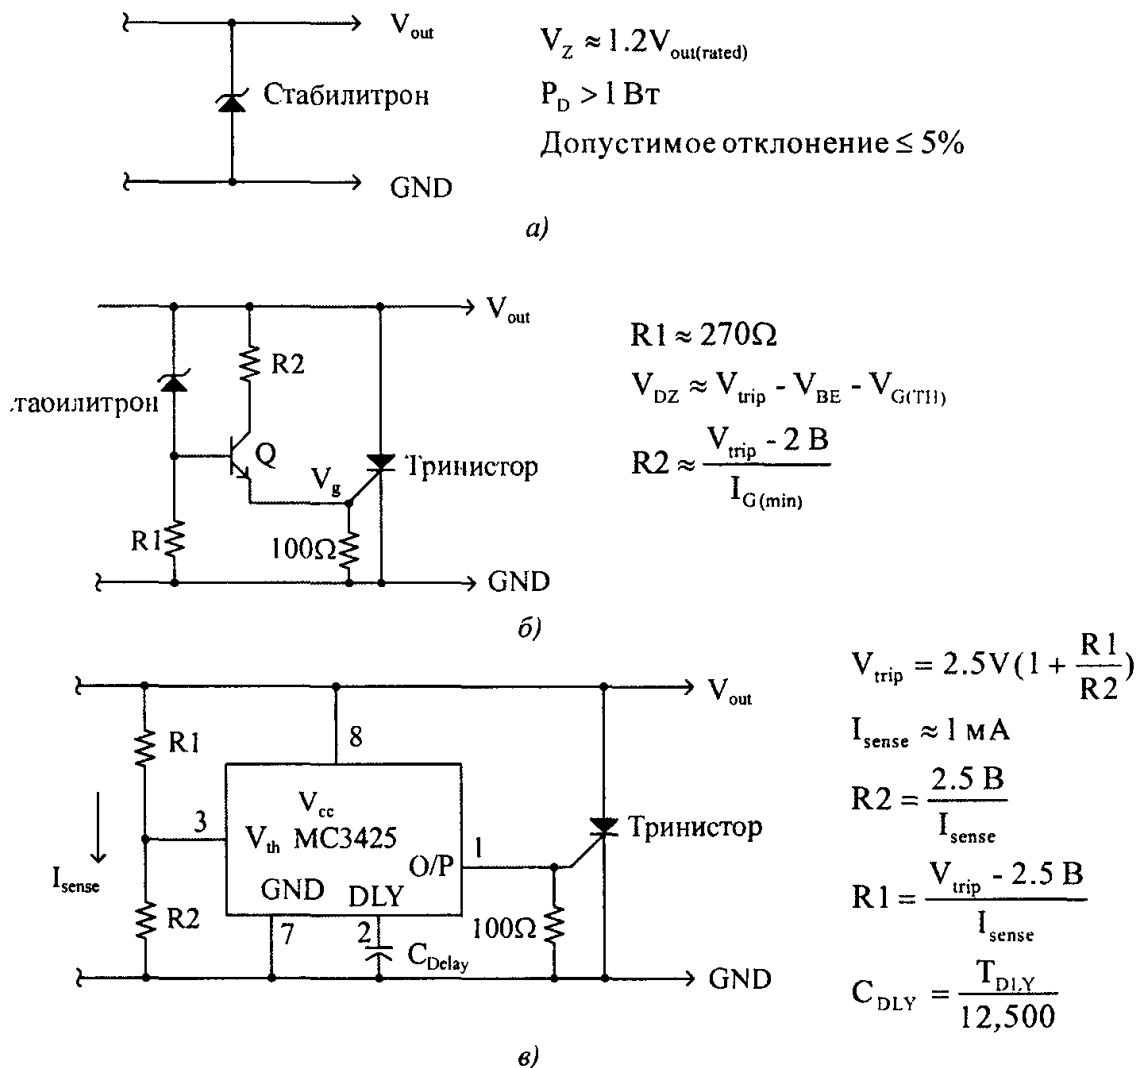 V_out
Стабилитрон
GND
V_Z ≈ 1.2V_out(rated)
P_D > 1 Вт
Допустимое отклонение ≤ 5%
а)
V_out
R2
.таоилитрон
Q
V_g
Тринистор
R1
100Ω
GND
R1 ≈ 270Ω
V_DZ ≈ V_trip - V_BE - V_G(TH)
R2 ≈ (V_trip - 2 В) / I_G(min)
б)
V_out
R1
8
V_cc
3
V_th MC3425
Тринистор
1
O/P
I_sense
GND DLY
R2
7
2
100Ω
C_Delay
GND
V_trip = 2.5V(1 + R1/R2)
I_sense ≈ 1 мА
R2 = 2.5 В / I_sense
R1 = (V_trip - 2.5 В) / I_sense
C_DLY = T_DLY / 12,500
в)